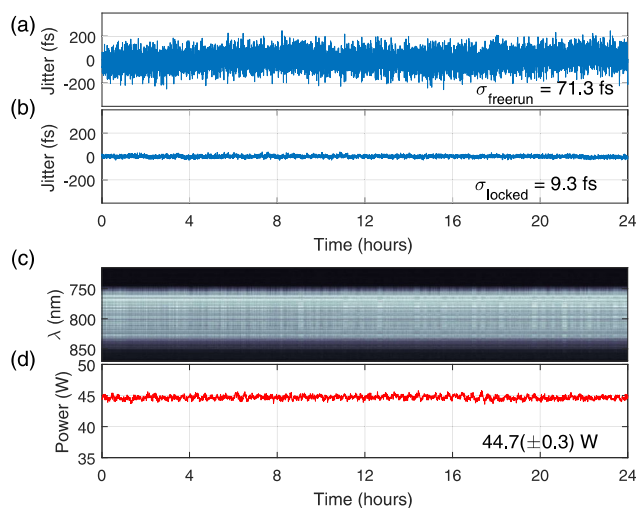 (a)
200
0
-200
Jitter (fs)
σfreerun = 71.3 fs
(b)
200
0
-200
Jitter (fs)
σlocked = 9.3 fs
0 4 8 12 16 20 24
Time (hours)
(c)
750
800
850
λ (nm)
(d)
50
45
40
35
Power (W)
44.7(±0.3) W
0 4 8 12 16 20 24
Time (hours)